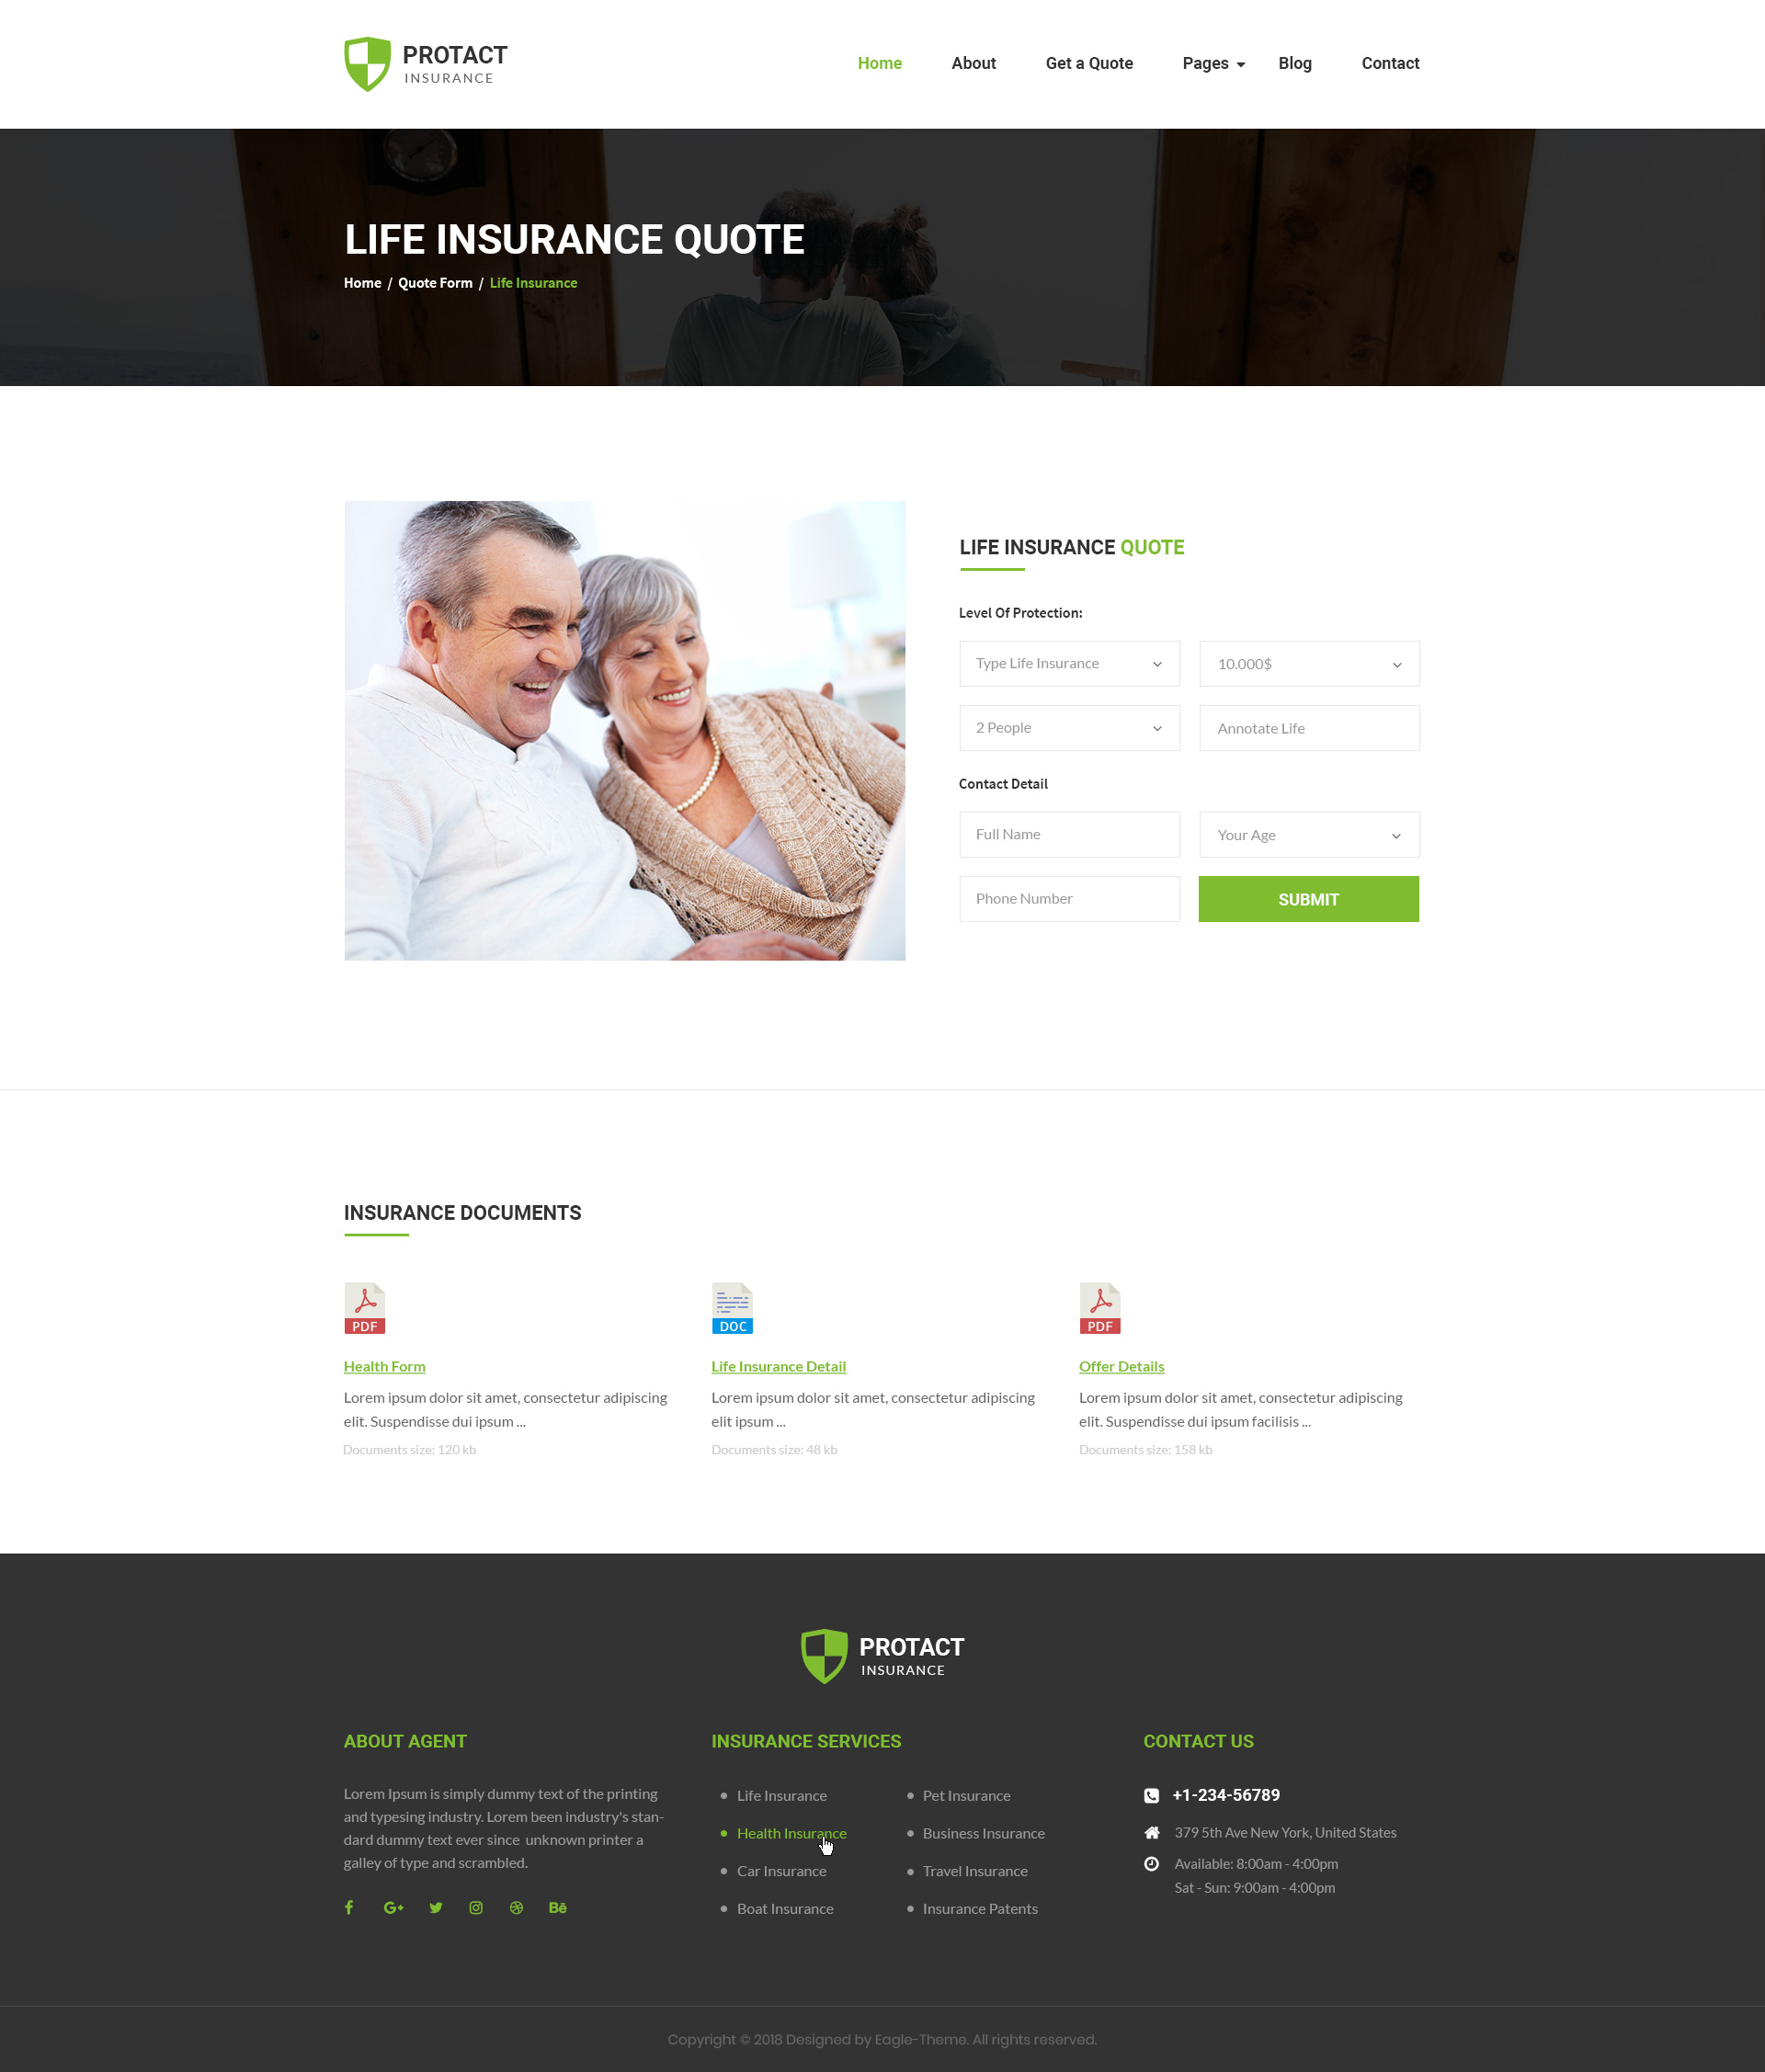 PROTACT
INSURANCE
Home About Get a Quote Pages Blog Contact
LIFE INSURANCE QUOTE
Home / Quote Form / Life Insurance
LIFE INSURANCE QUOTE
Level Of Protection:
Type Life Insurance 10.000$
2 People Annotate Life
Contact Detail
Full Name Your Age
Phone Number SUBMIT
INSURANCE DOCUMENTS
PDF
Health Form
Lorem ipsum dolor sit amet, consectetur adipiscing
elit. Suspendisse dui ipsum ...
Documents size: 120 kb
DOC
Life Insurance Detail
Lorem ipsum dolor sit amet, consectetur adipiscing
elit ipsum ...
Documents size: 48 kb
PDF
Offer Details
Lorem ipsum dolor sit amet, consectetur adipiscing
elit. Suspendisse dui ipsum facilisis ...
Documents size: 158 kb
PROTACT
INSURANCE
ABOUT AGENT
Lorem Ipsum is simply dummy text of the printing
and typesing industry. Lorem been industry's stan-
dard dummy text ever since unknown printer a
galley of type and scrambled.
f G+ Bē
INSURANCE SERVICES
Life Insurance
Health Insurance
Car Insurance
Boat Insurance
Pet Insurance
Business Insurance
Travel Insurance
Insurance Patents
CONTACT US
+1-234-56789
379 5th Ave New York, United States
Available: 8:00am - 4:00pm
Sat - Sun: 9:00am - 4:00pm
Copyright © 2018 Designed by Eagle-Theme. All rights reserved.